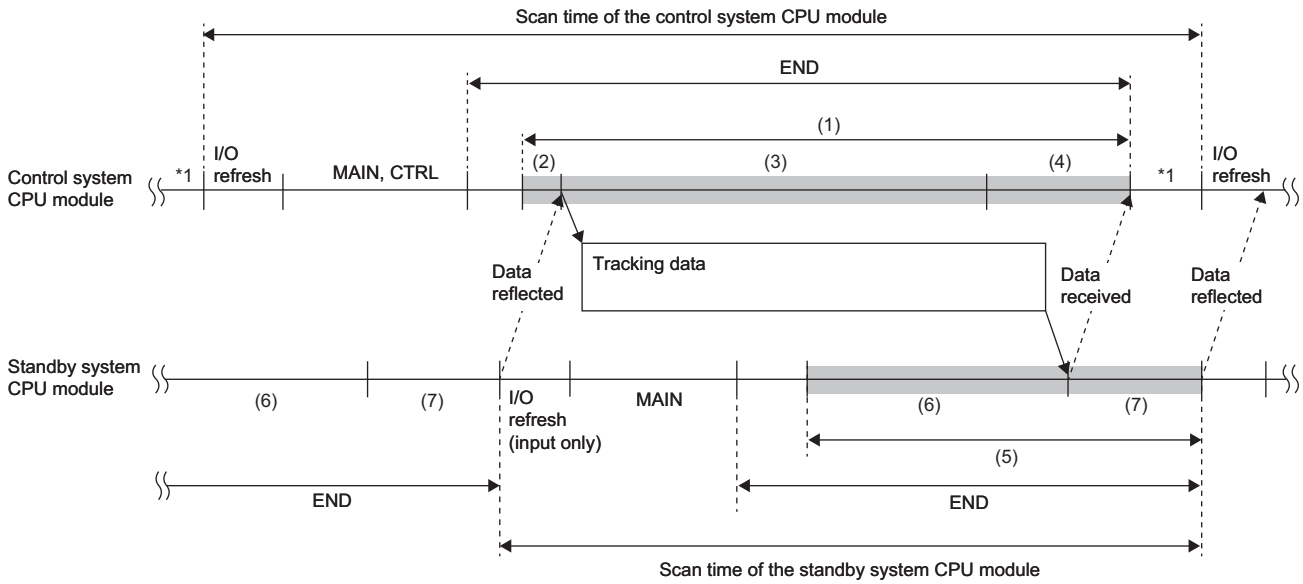 Scan time of the control system CPU module
END
(1)
Control system
CPU module
*1
I/O
refresh
MAIN, CTRL
(2)
(3)
(4)
*1
I/O
refresh
Data
reflected
Tracking data
Data
received
Data
reflected
Standby system
CPU module
(6)
(7)
I/O
refresh
(input only)
MAIN
(6)
(7)
(5)
END
END
Scan time of the standby system CPU module